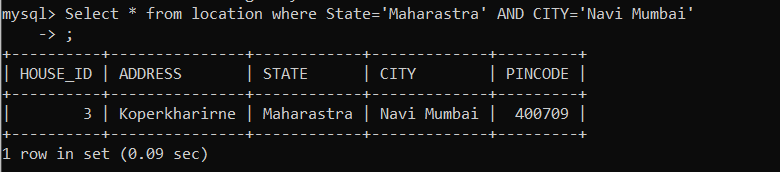 mysql> Select * from location where State='Maharastra' AND CITY='Navi Mumbai'
    -> ;
+----------+---------------+------------+-------------+---------+
| HOUSE_ID | ADDRESS       | STATE      | CITY        | PINCODE |
+----------+---------------+------------+-------------+---------+
|        3 | Koperkharirne | Maharastra | Navi Mumbai |  400709 |
+----------+---------------+------------+-------------+---------+
1 row in set (0.09 sec)